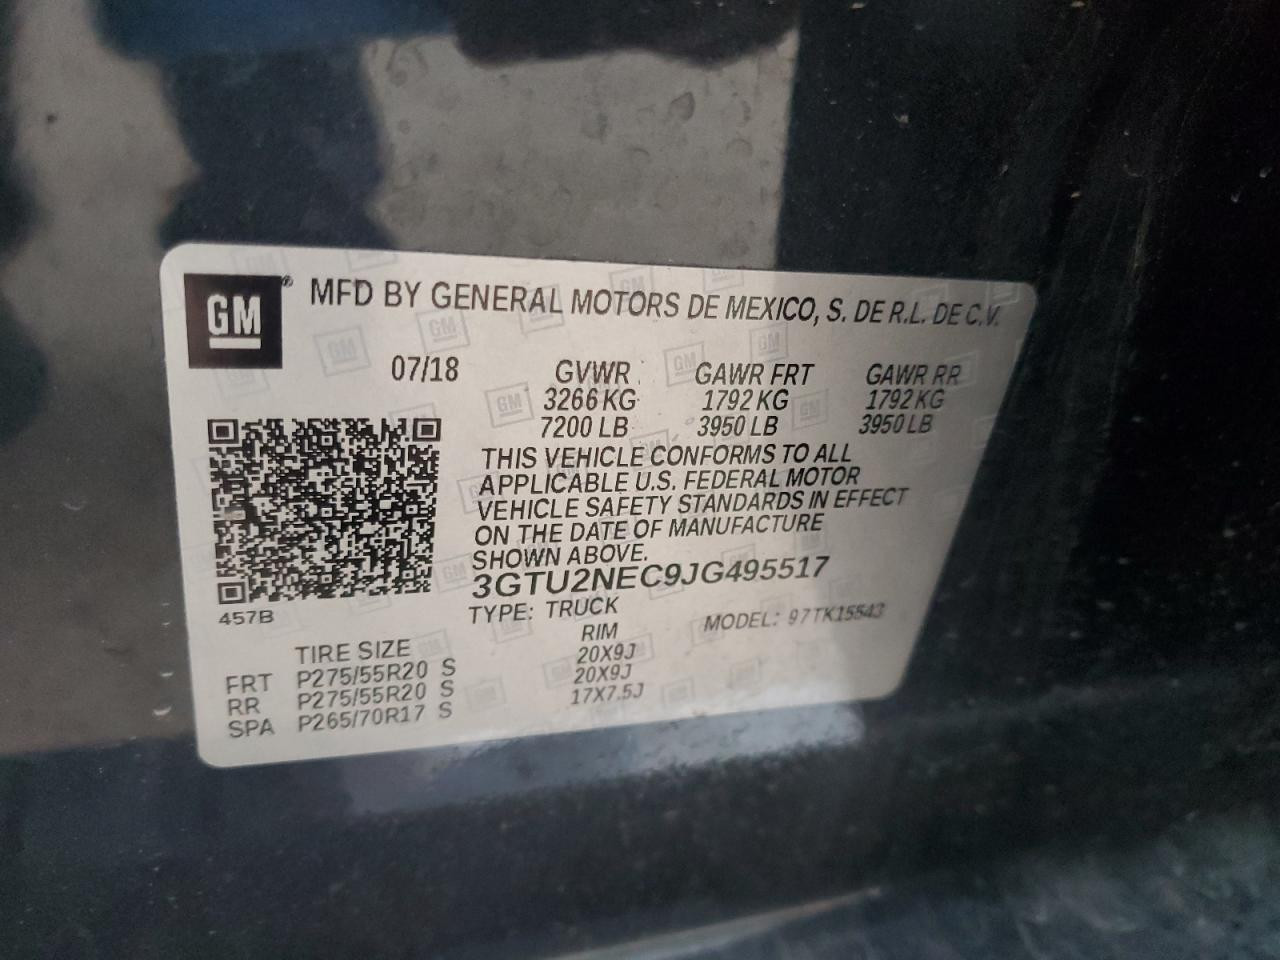 GM ® MFD BY GENERAL MOTORS DE MEXICO, S. DE R.L. DE C.V.
07/18 GVWR GAWR FRT GAWR RR
3266 KG 1792 KG 1792 KG
7200 LB 3950 LB 3950 LB
THIS VEHICLE CONFORMS TO ALL
APPLICABLE U.S. FEDERAL MOTOR
VEHICLE SAFETY STANDARDS IN EFFECT
ON THE DATE OF MANUFACTURE
SHOWN ABOVE.
3GTU2NEC9JG495517
457B
TYPE: TRUCK MODEL: 97TK15543
TIRE SIZE RIM
FRT P275/55R20 S 20X9J
RR P275/55R20 S 20X9J
SPA P265/70R17 S 17X7.5J